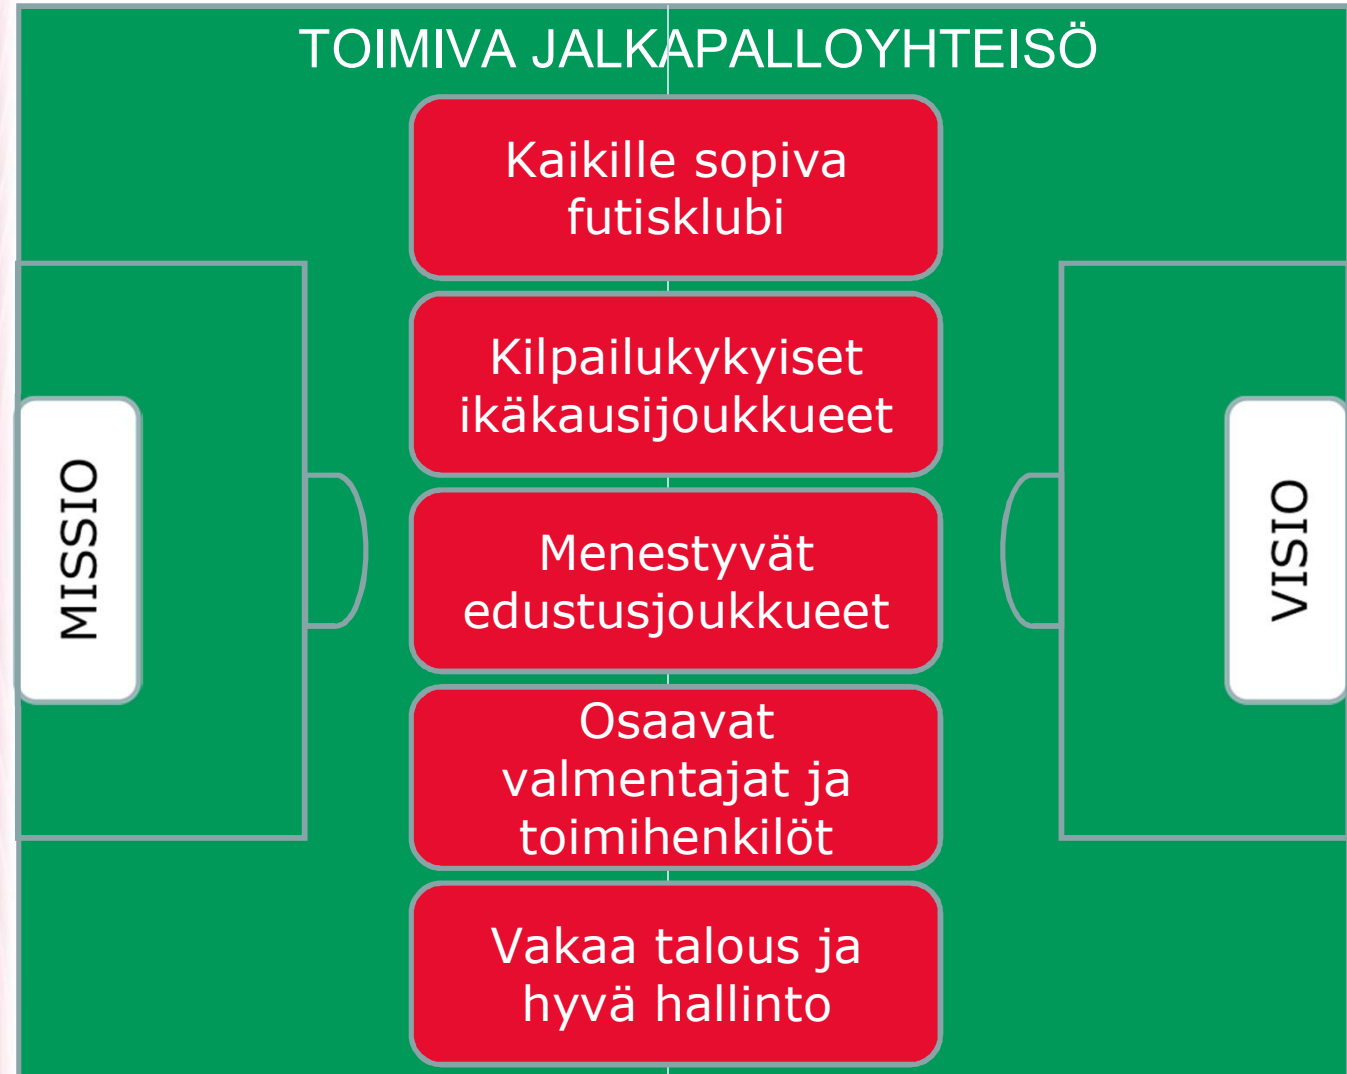 TOIMIVA JALKAPALLOYHTEISÖ
Kaikille sopiva
futisklubi
Kilpailukykyiset
ikäkausijoukkueet
MISSIO
Menestyvät
edustusjoukkueet
VISIO
Osaavat
valmentajat ja
toimihenkilöt
Vakaa talous ja
hyvä hallinto